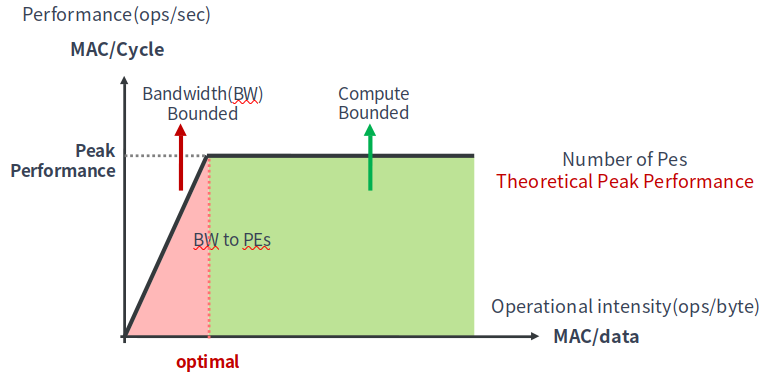 Performance(ops/sec)
MAC/Cycle
Bandwidth(BW)
Bounded
Compute
Bounded
Peak
Performance
Number of Pes
Theoretical Peak Performance
BW to PEs
Operational intensity(ops/byte)
MAC/data
optimal